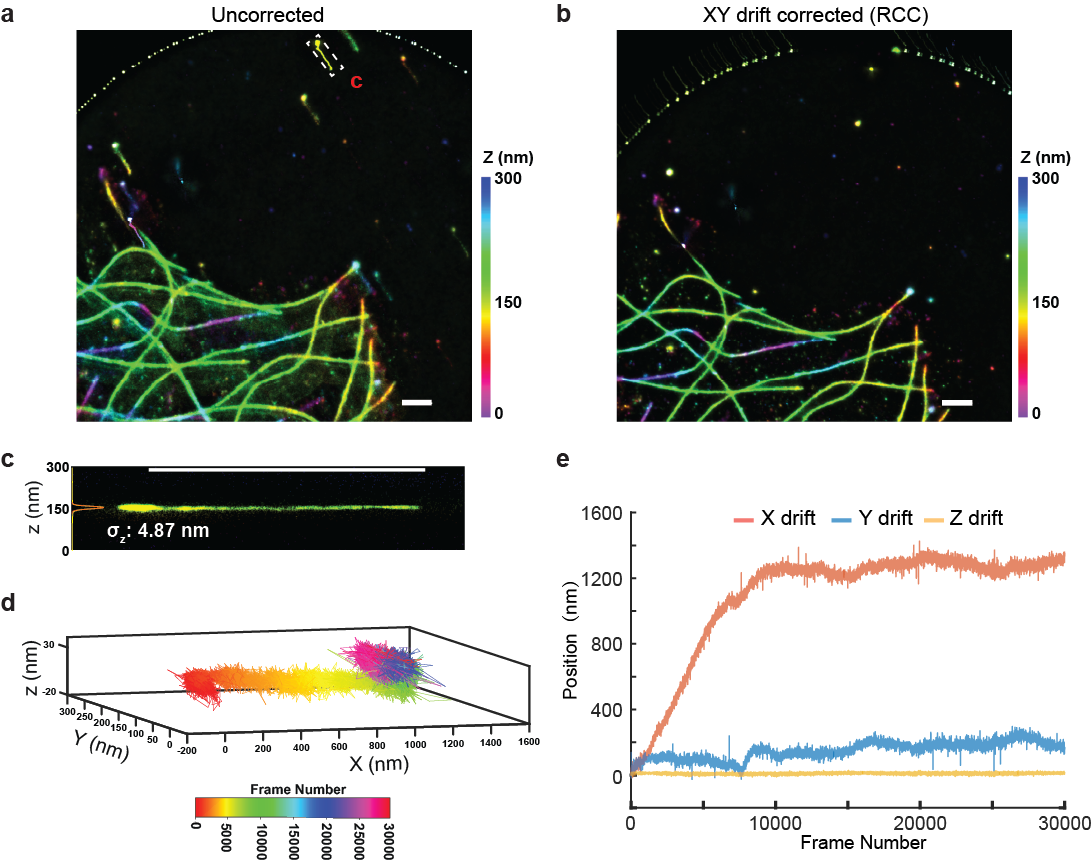 a
Uncorrected
c
Z (nm)
300
150
0
b
XY drift corrected (RCC)
Z (nm)
300
150
0
c
z (nm)
300
150
0
σz: 4.87 nm
d
z (nm)
30
-20
300
250
200
150
100
50
0
Y (nm)
-200
0
200
400
600
800
1000
1200
1400
1600
X (nm)
Frame Number
0
5000
10000
15000
20000
25000
30000
e
X drift
Y drift
Z drift
Position (nm)
1600
1200
800
400
0
0
10000
20000
30000
Frame Number